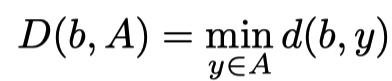 D(b, A) = min d(b, y)
y∈A